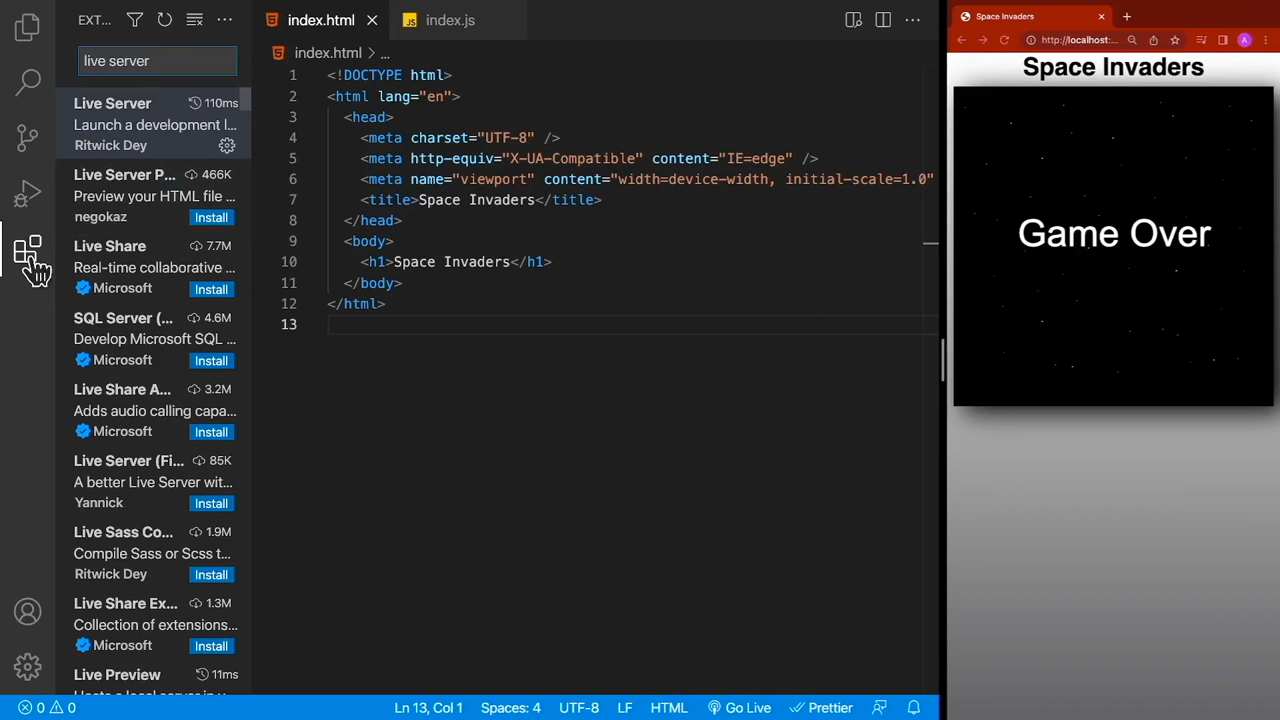 EXT...
live server
Live Server
110ms
Launch a development l...
Ritwick Dey
Live Server P...
466K
Preview your HTML file ...
negokaz
Install
Live Share
7.7M
Real-time collaborative ...
Microsoft
Install
SQL Server (...
4.6M
Develop Microsoft SQL ...
Microsoft
Install
Live Share A...
3.2M
Adds audio calling capa...
Microsoft
Install
Live Server (Fi...
85K
A better Live Server wit...
Yannick
Install
Live Sass Co...
1.9M
Compile Sass or Scss t...
Ritwick Dey
Install
Live Share Ex...
1.3M
Collection of extensions...
Microsoft
Install
Live Preview
11ms
index.html
JS index.js
index.html > ...
1 <!DOCTYPE html>
2 <html lang="en">
3 <head>
4 <meta charset="UTF-8" />
5 <meta http-equiv="X-UA-Compatible" content="IE=edge" />
6 <meta name="viewport" content="width=device-width, initial-scale=1.0"
7 <title>Space Invaders</title>
8 </head>
9 <body>
10 <h1>Space Invaders</h1>
11 </body>
12 </html>
13
0 0
Ln 13, Col 1
Spaces: 4
UTF-8
LF
HTML
Go Live
Prettier
Space Invaders
http://localhost:...
A
Space Invaders
Game Over